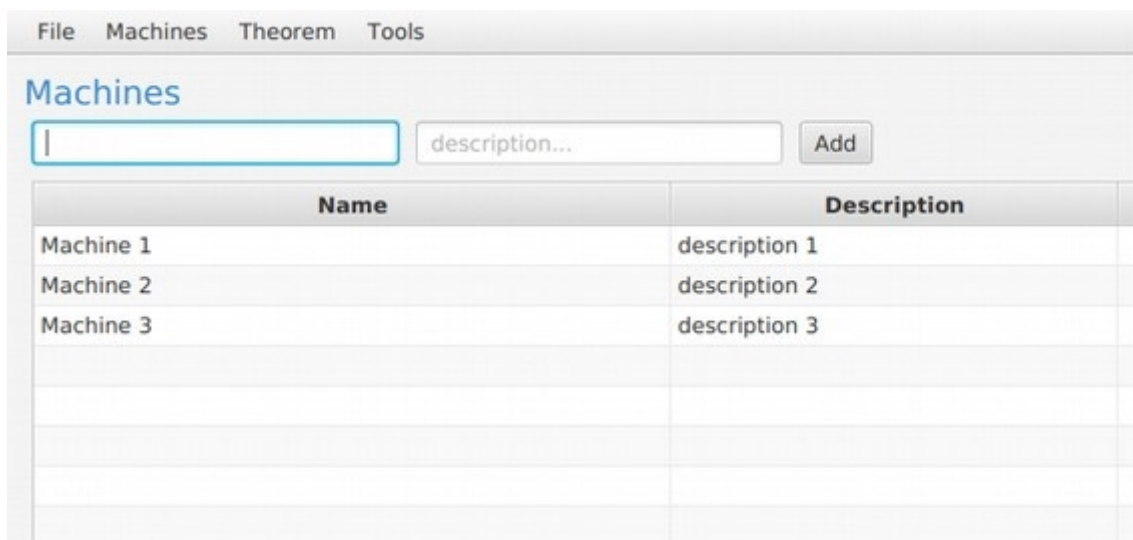 File Machines Theorem Tools
Machines
description... Add
Name Description
Machine 1 description 1
Machine 2 description 2
Machine 3 description 3